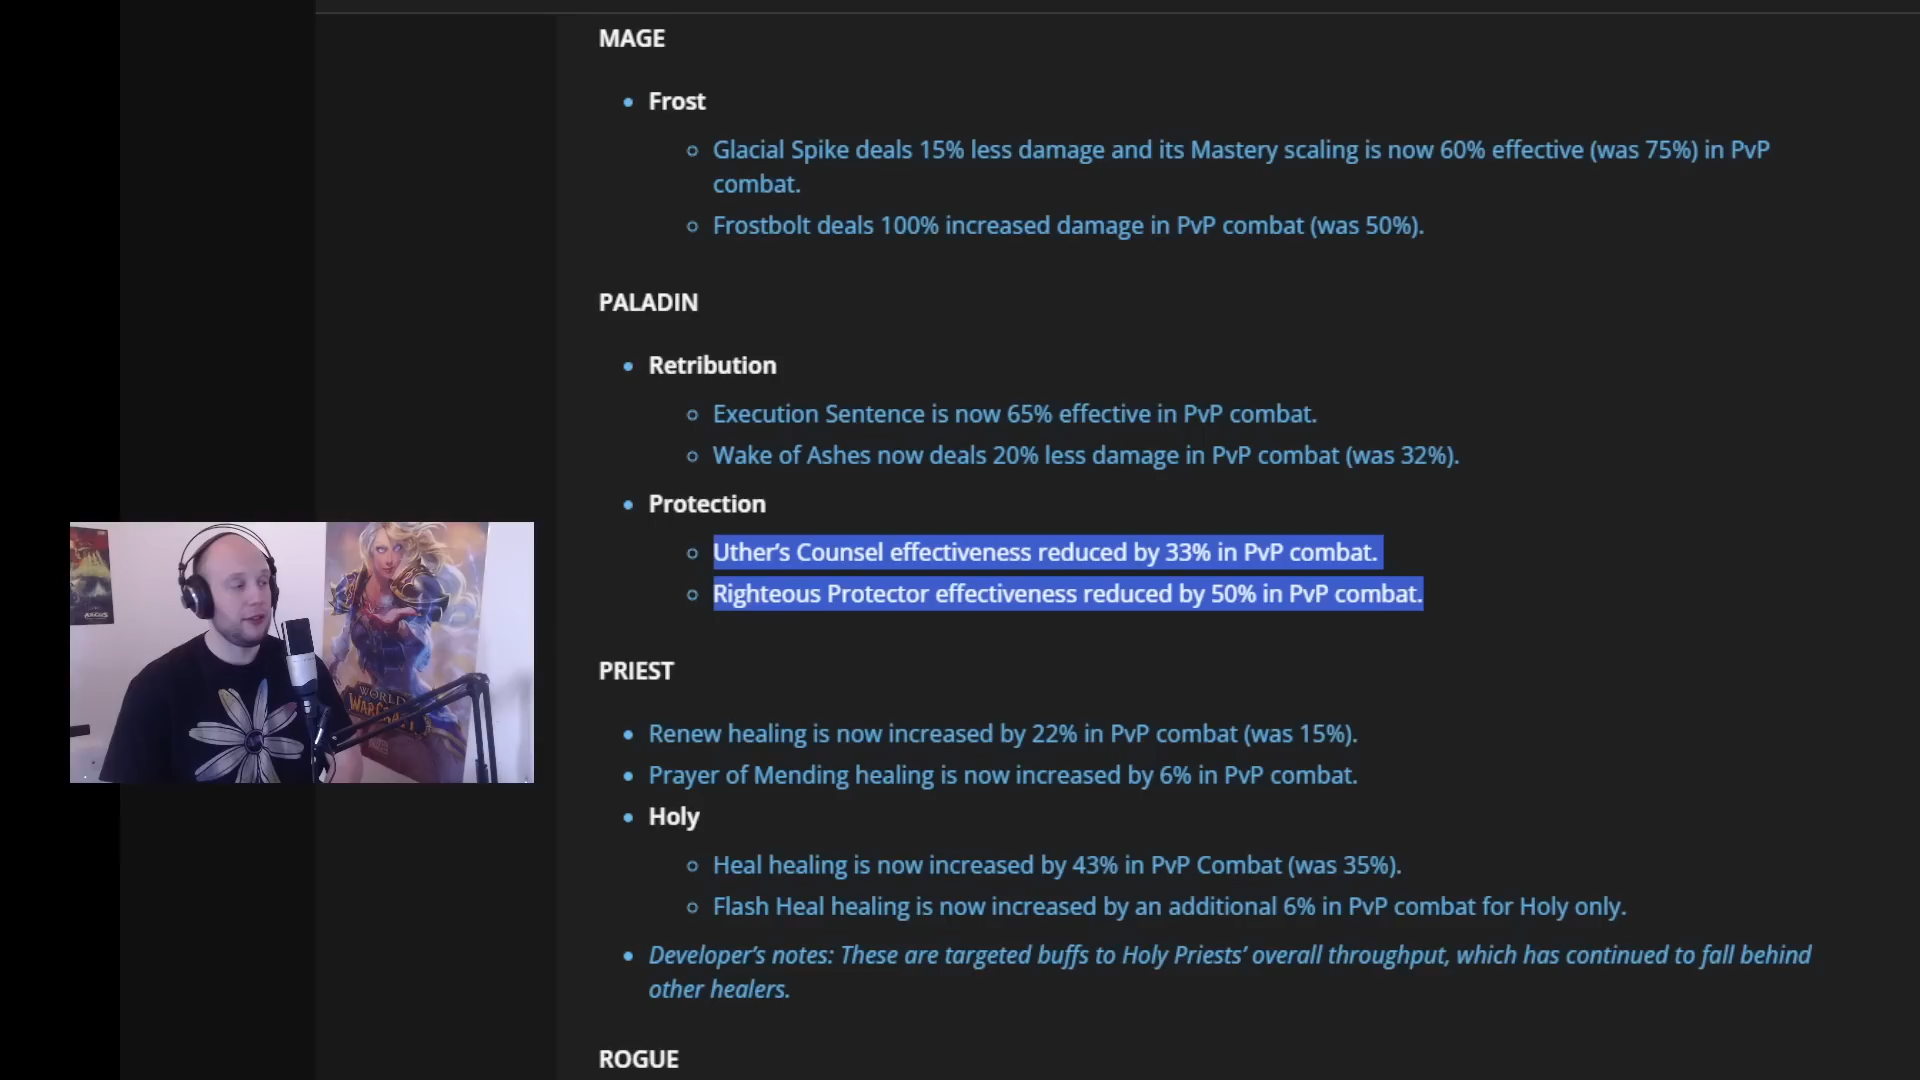 MAGE
Frost
Glacial Spike deals 15% less damage and its Mastery scaling is now 60% effective (was 75%) in PvP
combat.
Frostbolt deals 100% increased damage in PvP combat (was 50%).
PALADIN
Retribution
Execution Sentence is now 65% effective in PvP combat.
Wake of Ashes now deals 20% less damage in PvP combat (was 32%).
Protection
Uther’s Counsel effectiveness reduced by 33% in PvP combat.
Righteous Protector effectiveness reduced by 50% in PvP combat.
PRIEST
Renew healing is now increased by 22% in PvP combat (was 15%).
Prayer of Mending healing is now increased by 6% in PvP combat.
Holy
Heal healing is now increased by 43% in PvP Combat (was 35%).
Flash Heal healing is now increased by an additional 6% in PvP combat for Holy only.
Developer’s notes: These are targeted buffs to Holy Priests’ overall throughput, which has continued to fall behind
other healers.
ROGUE
WORLD
WARCRAFT